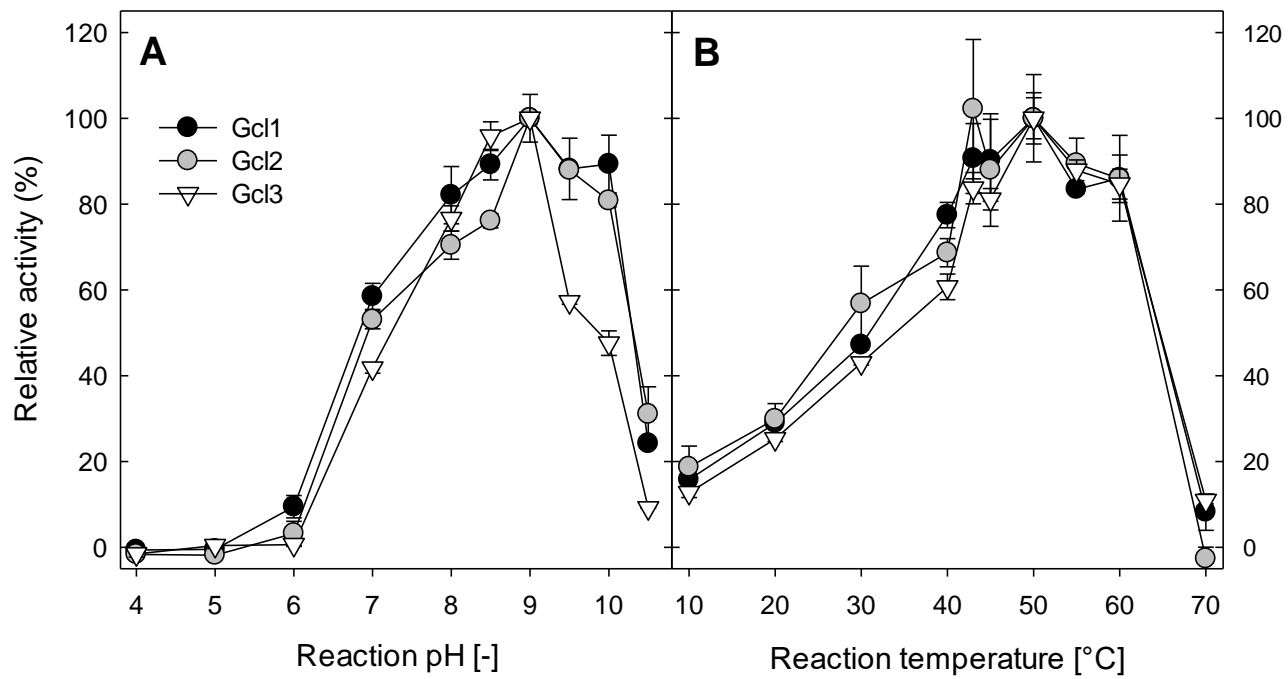 A
B
Gcl1
Gcl2
Gcl3
Relative activity (%)
120
100
80
60
40
20
0
4 5 6 7 8 9 10
Reaction pH [-]
10 20 30 40 50 60 70
Reaction temperature [°C]
120
100
80
60
40
20
0